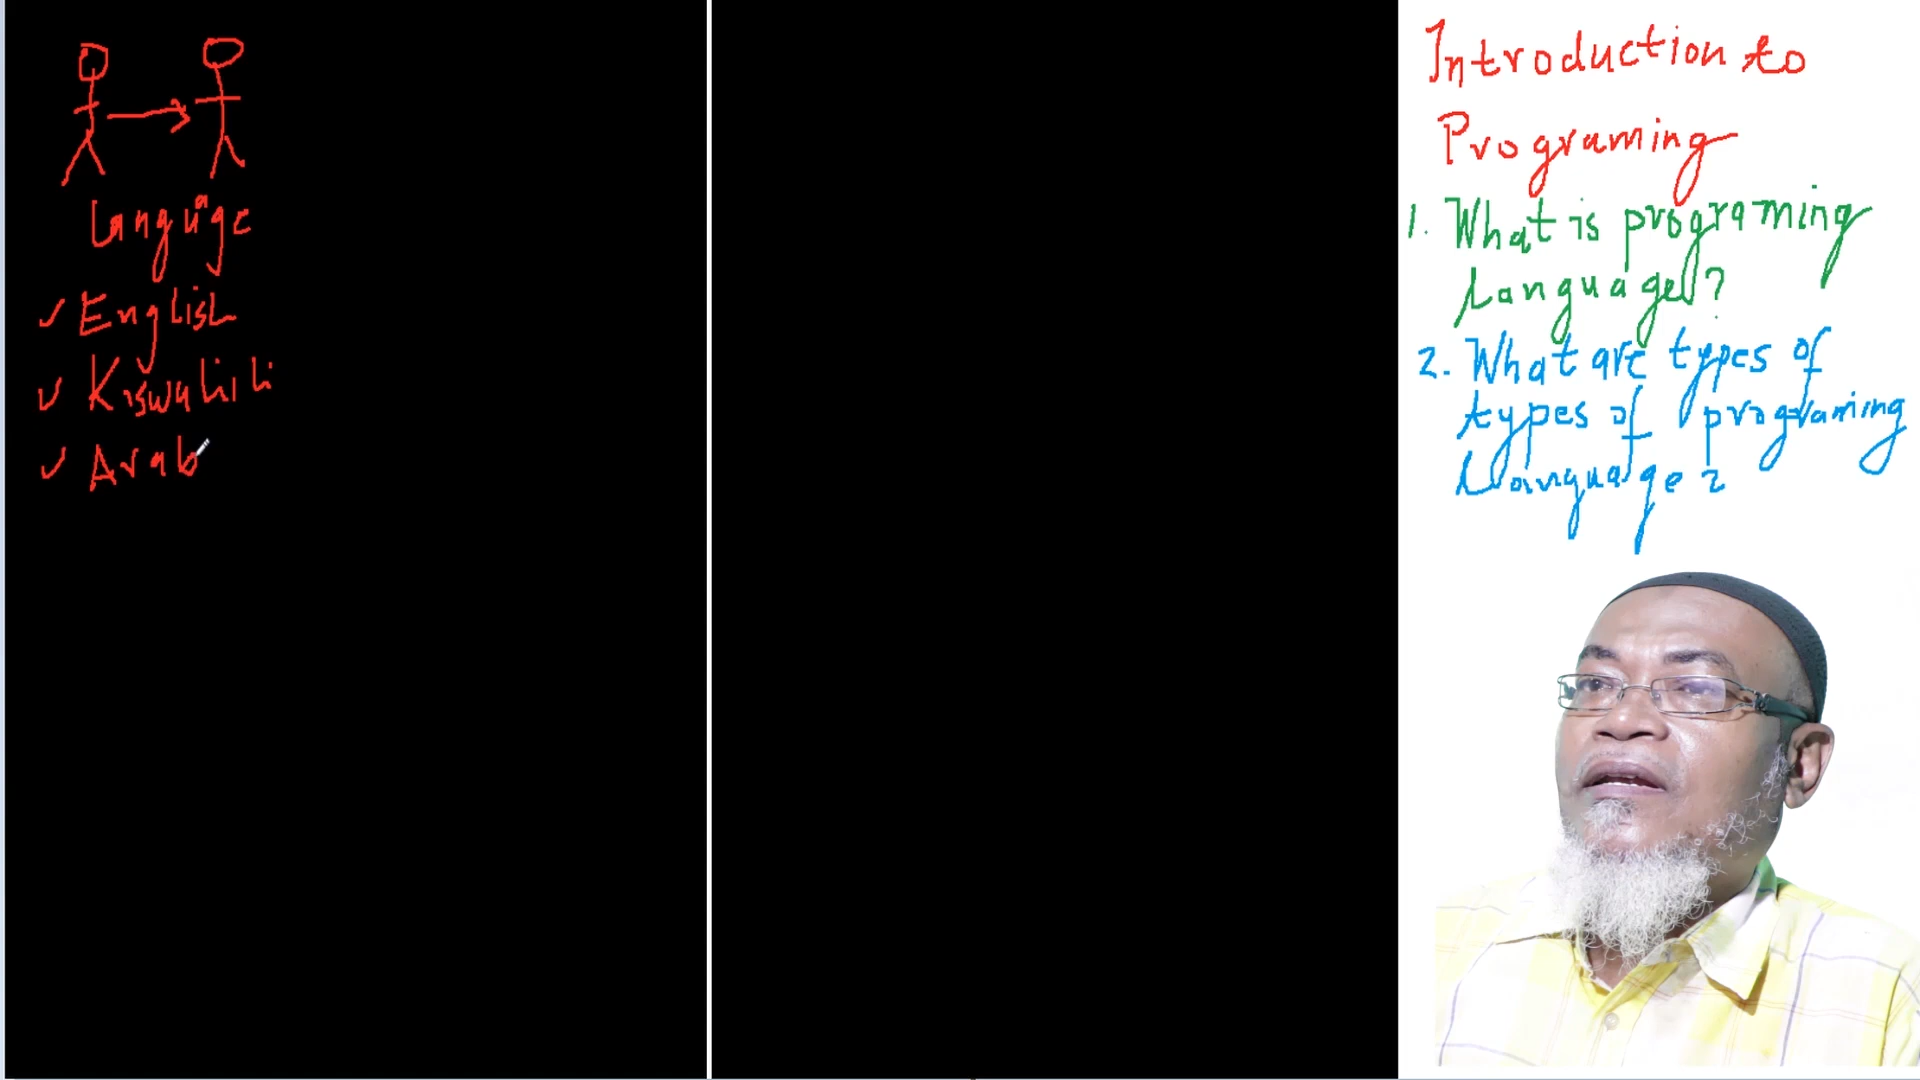 Language
✓ English
✓ Kiswahili
✓ Arab
Introduction to
Programing
1. What is programing
language?
2. What are types of
types of programing
Language ?